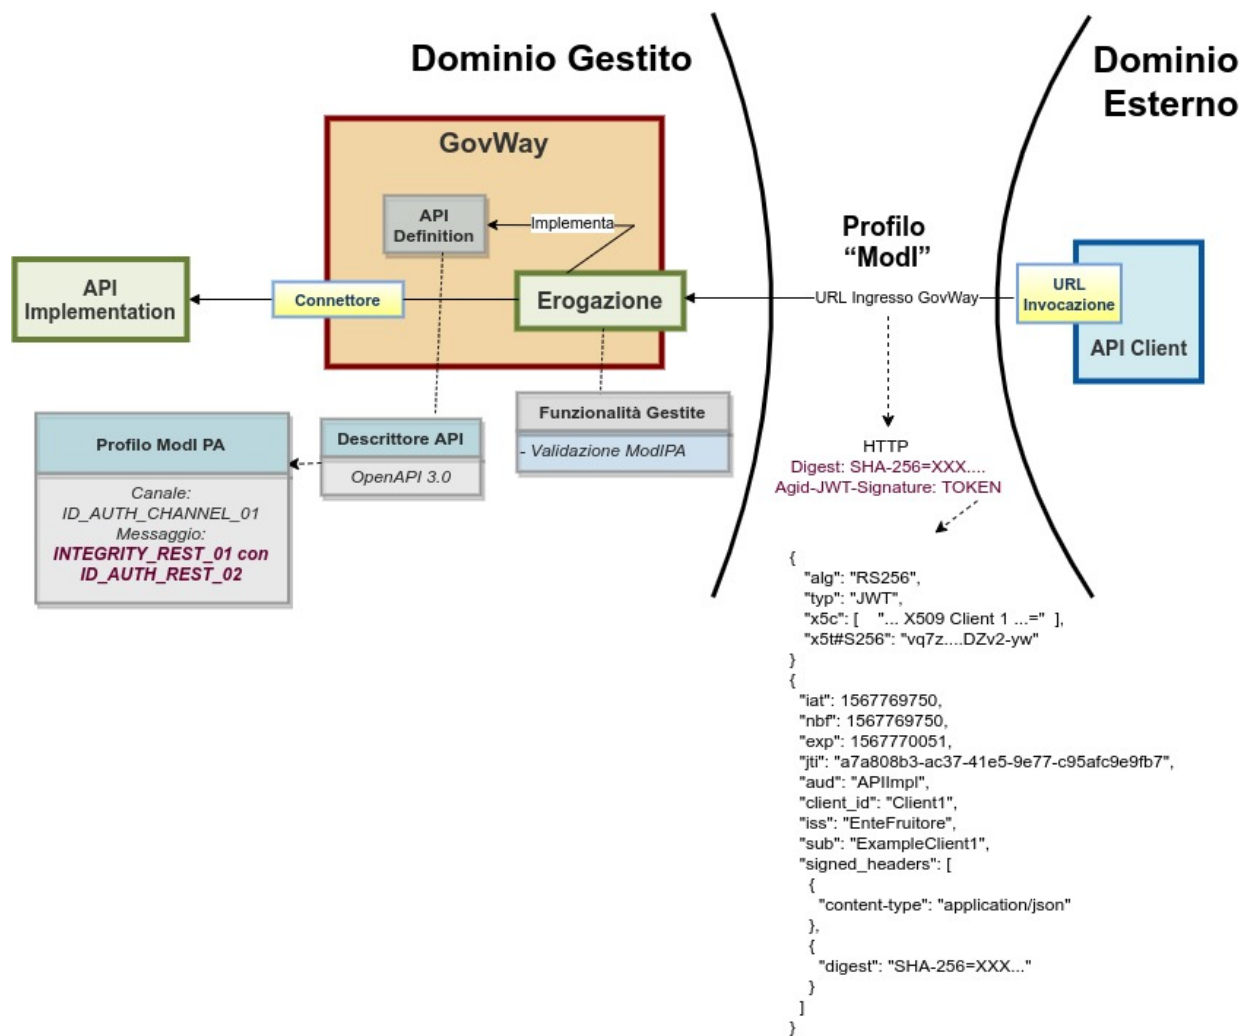 Dominio Gestito
Dominio
Esterno
GovWay
API
Definition
Implementa
Profilo
“ModI”
API
Implementation
Connettore
Erogazione
URL Ingresso GovWay
URL
Invocazione
API Client
Profilo ModI PA
Canale:
ID_AUTH_CHANNEL_01
Messaggio:
INTEGRITY_REST_01 con
ID_AUTH_REST_02
Descrittore API
OpenAPI 3.0
Funzionalità Gestite
- Validazione ModIPA
HTTP
Digest: SHA-256=XXX....
Agid-JWT-Signature: TOKEN
{
"alg": "RS256",
"typ": "JWT",
"x5c": [ "... X509 Client 1 ...=" ],
"x5t#S256": "vq7z....DZv2-yw"
}
{
"iat": 1567769750,
"nbf": 1567769750,
"exp": 1567770051,
"jti": "a7a808b3-ac37-41e5-9e77-c95afc9e9fb7",
"aud": "APIImpl",
"client_id": "Client1",
"iss": "EnteFruitore",
"sub": "ExampleClient1",
"signed_headers": [
{
"content-type": "application/json"
},
{
"digest": "SHA-256=XXX..."
}
]
}